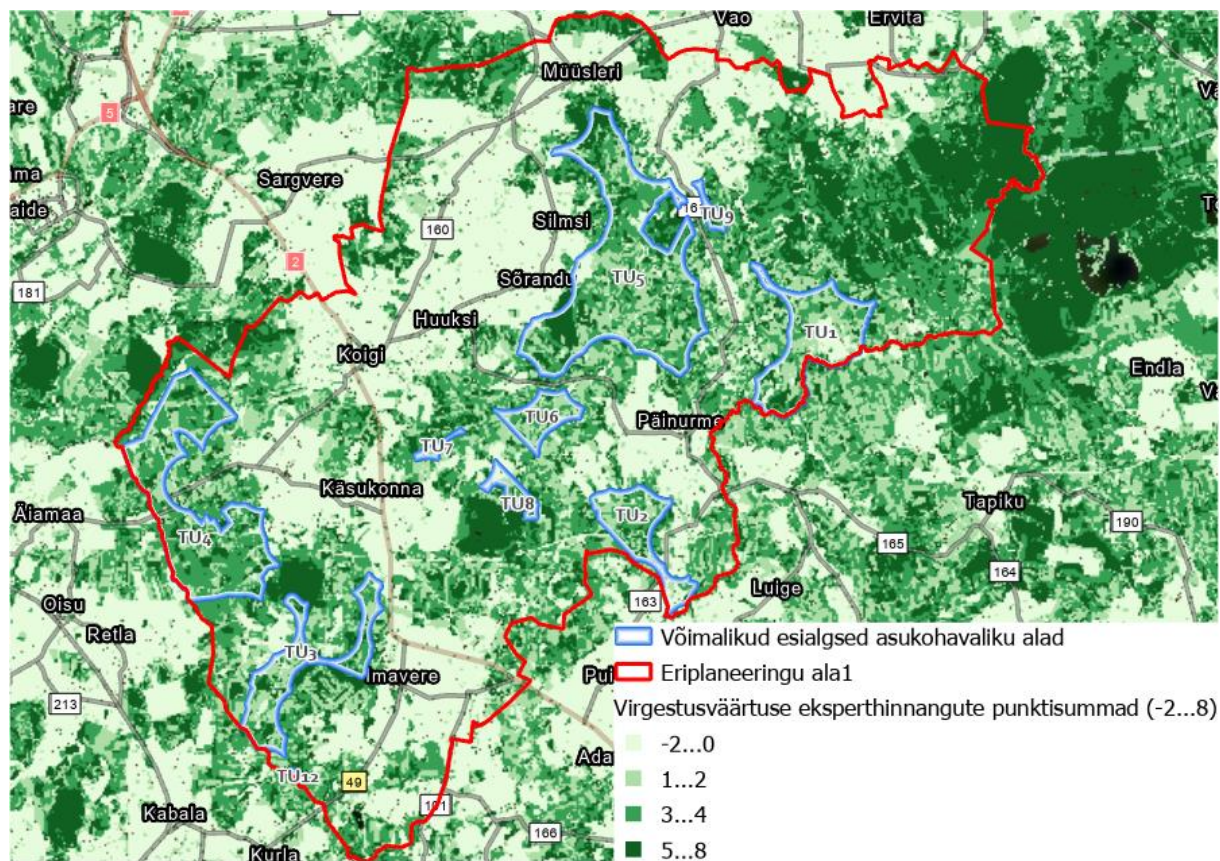 Vao
Ervita
Müüsleri
5
Sargvere
2
181
160
Silmsi
TU9
TU5
Sõrandu
Huuksi
TU1
Koigi
Endla
TU6
Päinurme
TU7
Käsukonna
TU8
TU2
Tapiku
Äiamaa
TU4
190
165
164
Oisu
Retla
163
Luige
TU3
Imavere
213
TU12
49
Kabala
166
Kurla
Võimalikud esialgsed asukohavaliku alad
Eriplaneeringu ala1
Virgestusväärtuse eksperthinnangute punktisummad (-2...8)
-2...0
1...2
3...4
5...8